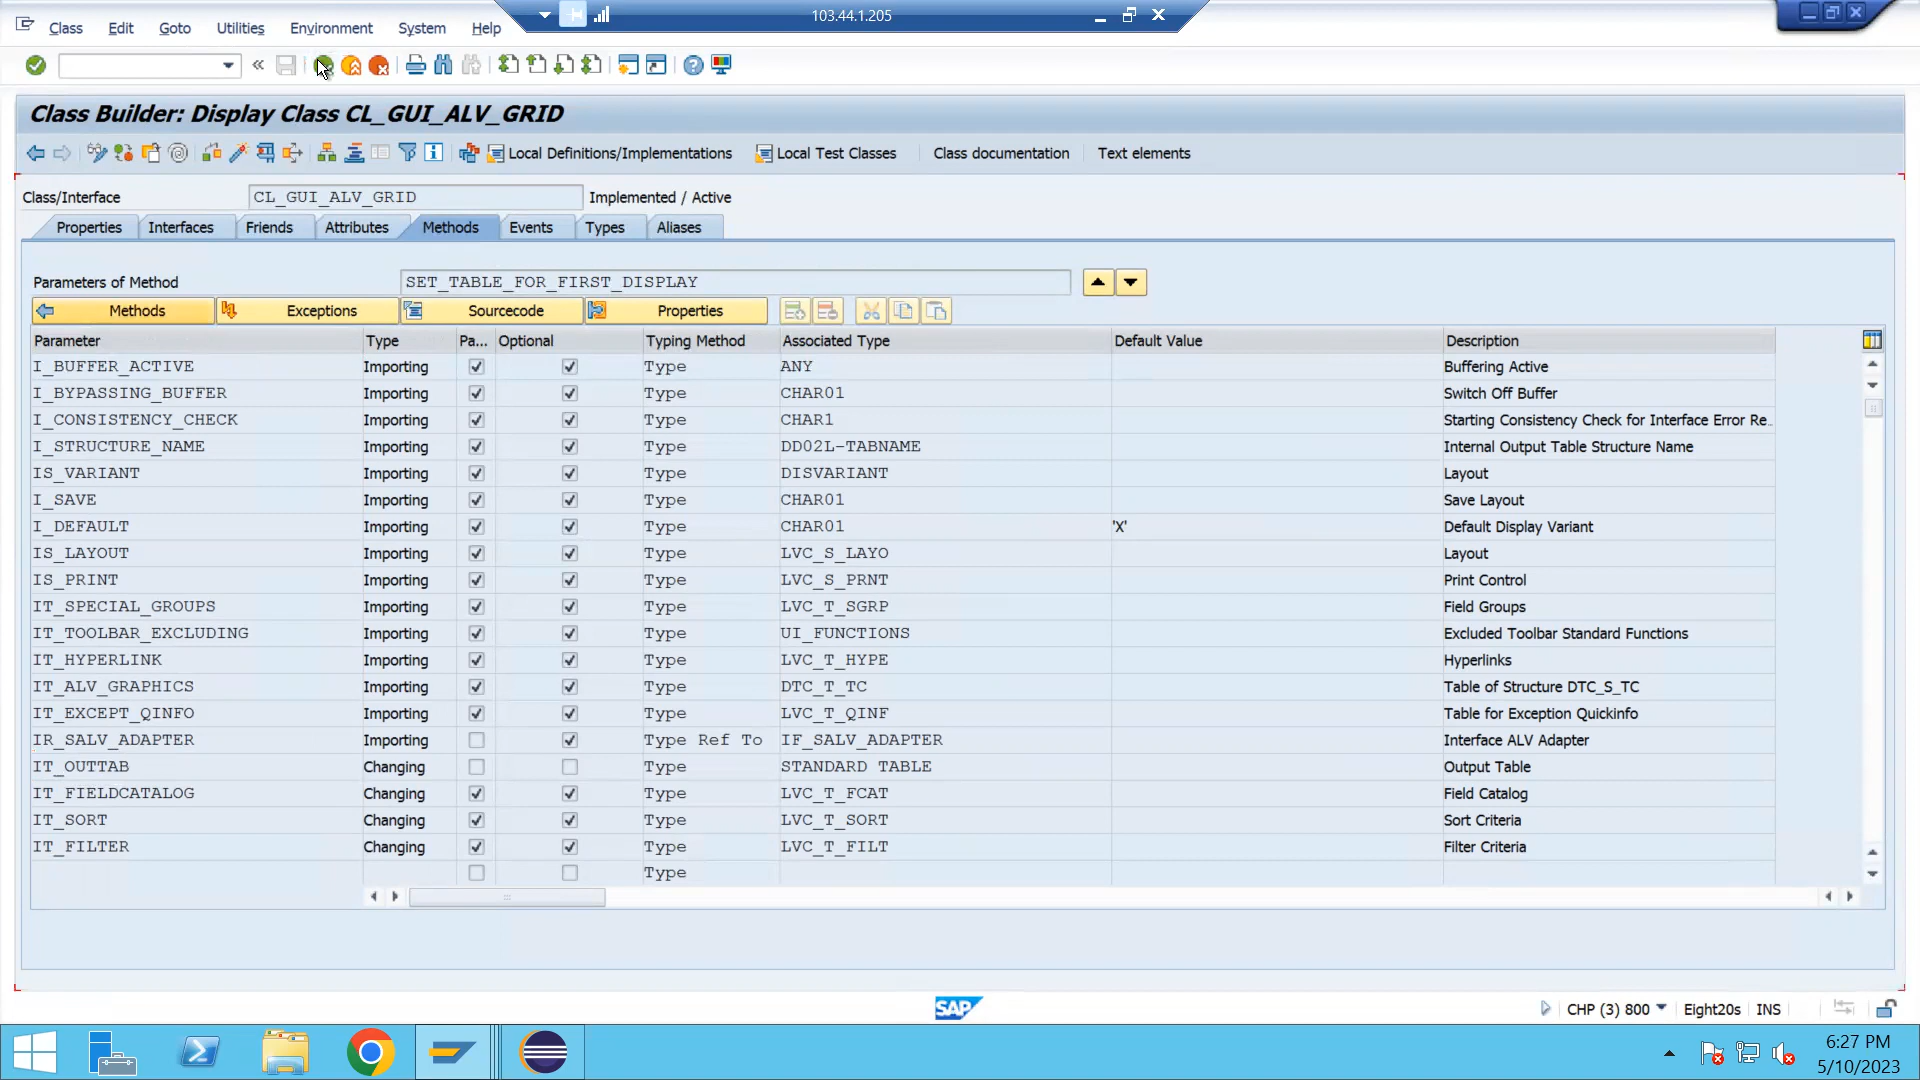 103.44.1.205
Class Edit Goto Utilities Environment System Help
Class Builder: Display Class CL_GUI_ALV_GRID
Local Definitions/Implementations Local Test Classes Class documentation Text elements
Class/Interface CL_GUI_ALV_GRID Implemented / Active
Properties Interfaces Friends Attributes Methods Events Types Aliases
Parameters of Method SET_TABLE_FOR_FIRST_DISPLAY
Methods Exceptions Sourcecode Properties
Parameter Type Pa... Optional Typing Method Associated Type Default Value Description
I_BUFFER_ACTIVE Importing Type ANY Buffering Active
I_BYPASSING_BUFFER Importing Type CHAR01 Switch Off Buffer
I_CONSISTENCY_CHECK Importing Type CHAR1 Starting Consistency Check for Interface Error Re...
I_STRUCTURE_NAME Importing Type DD02L-TABNAME Internal Output Table Structure Name
IS_VARIANT Importing Type DISVARIANT Layout
I_SAVE Importing Type CHAR01 Save Layout
I_DEFAULT Importing Type CHAR01 'X' Default Display Variant
IS_LAYOUT Importing Type LVC_S_LAYO Layout
IS_PRINT Importing Type LVC_S_PRNT Print Control
IT_SPECIAL_GROUPS Importing Type LVC_T_SGRP Field Groups
IT_TOOLBAR_EXCLUDING Importing Type UI_FUNCTIONS Excluded Toolbar Standard Functions
IT_HYPERLINK Importing Type LVC_T_HYPE Hyperlinks
IT_ALV_GRAPHICS Importing Type DTC_T_TC Table of Structure DTC_S_TC
IT_EXCEPT_QINFO Importing Type LVC_T_QINF Table for Exception Quickinfo
IR_SALV_ADAPTER Importing Type Ref To IF_SALV_ADAPTER Interface ALV Adapter
IT_OUTTAB Changing Type STANDARD TABLE Output Table
IT_FIELDCATALOG Changing Type LVC_T_FCAT Field Catalog
IT_SORT Changing Type LVC_T_SORT Sort Criteria
IT_FILTER Changing Type LVC_T_FILT Filter Criteria
Type
SAP CHP (3) 800 Eight20s INS
6:27 PM
5/10/2023